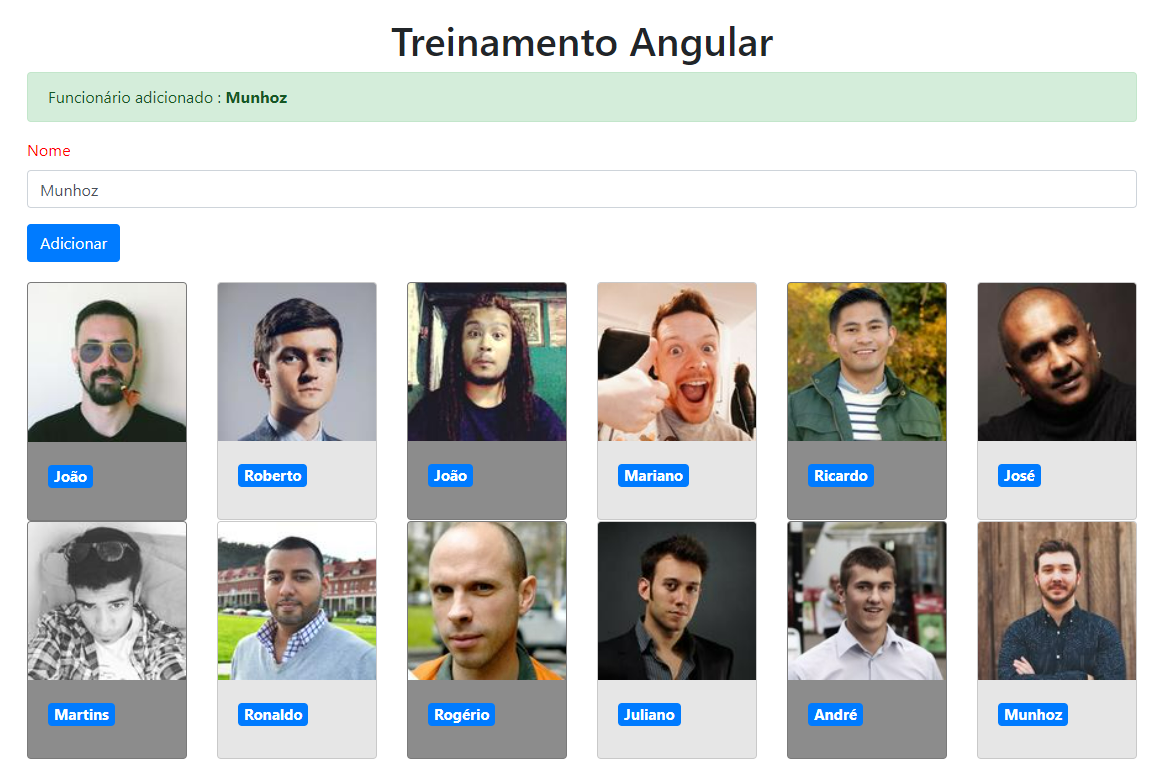 Treinamento Angular
Funcionário adicionado : Munhoz
Nome
Munhoz
Adicionar
João
Roberto
João
Mariano
Ricardo
José
Martins
Ronaldo
Rogério
Juliano
André
Munhoz